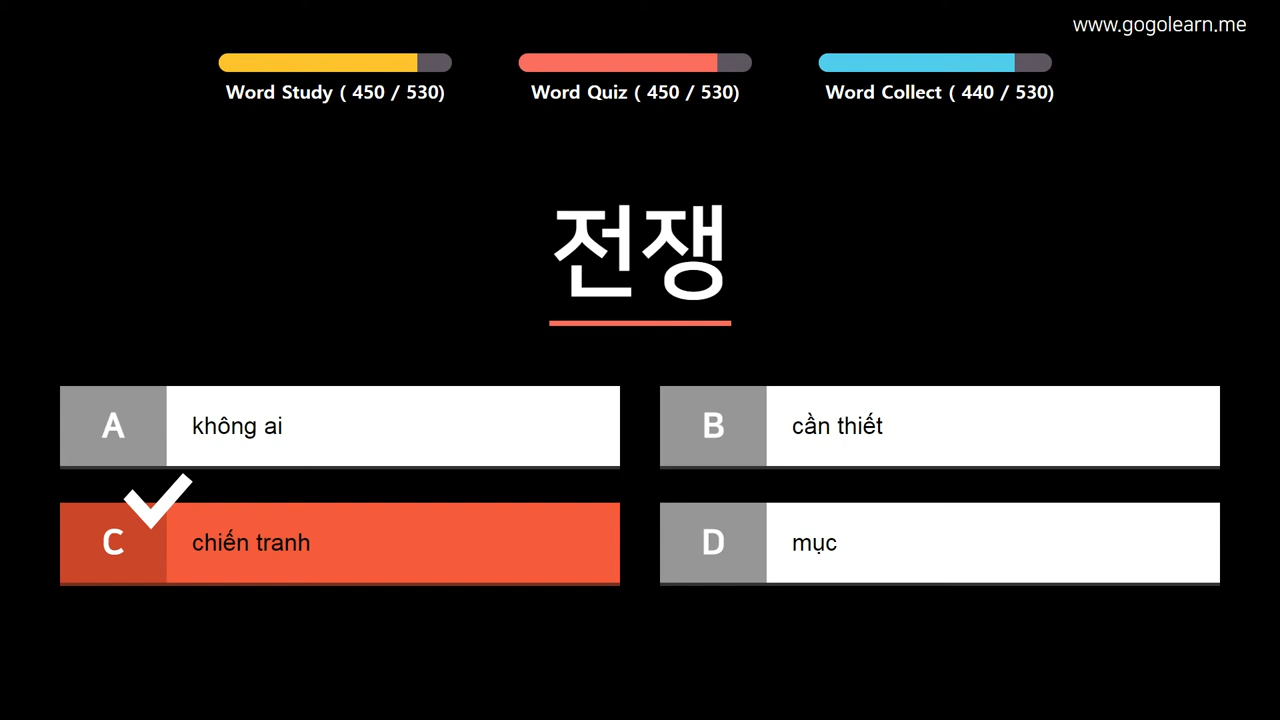 www.gogolearn.me
Word Study ( 450 / 530)
Word Quiz ( 450 / 530)
Word Collect ( 440 / 530)
전쟁
A không ai
B cần thiết
C chiến tranh
D mục